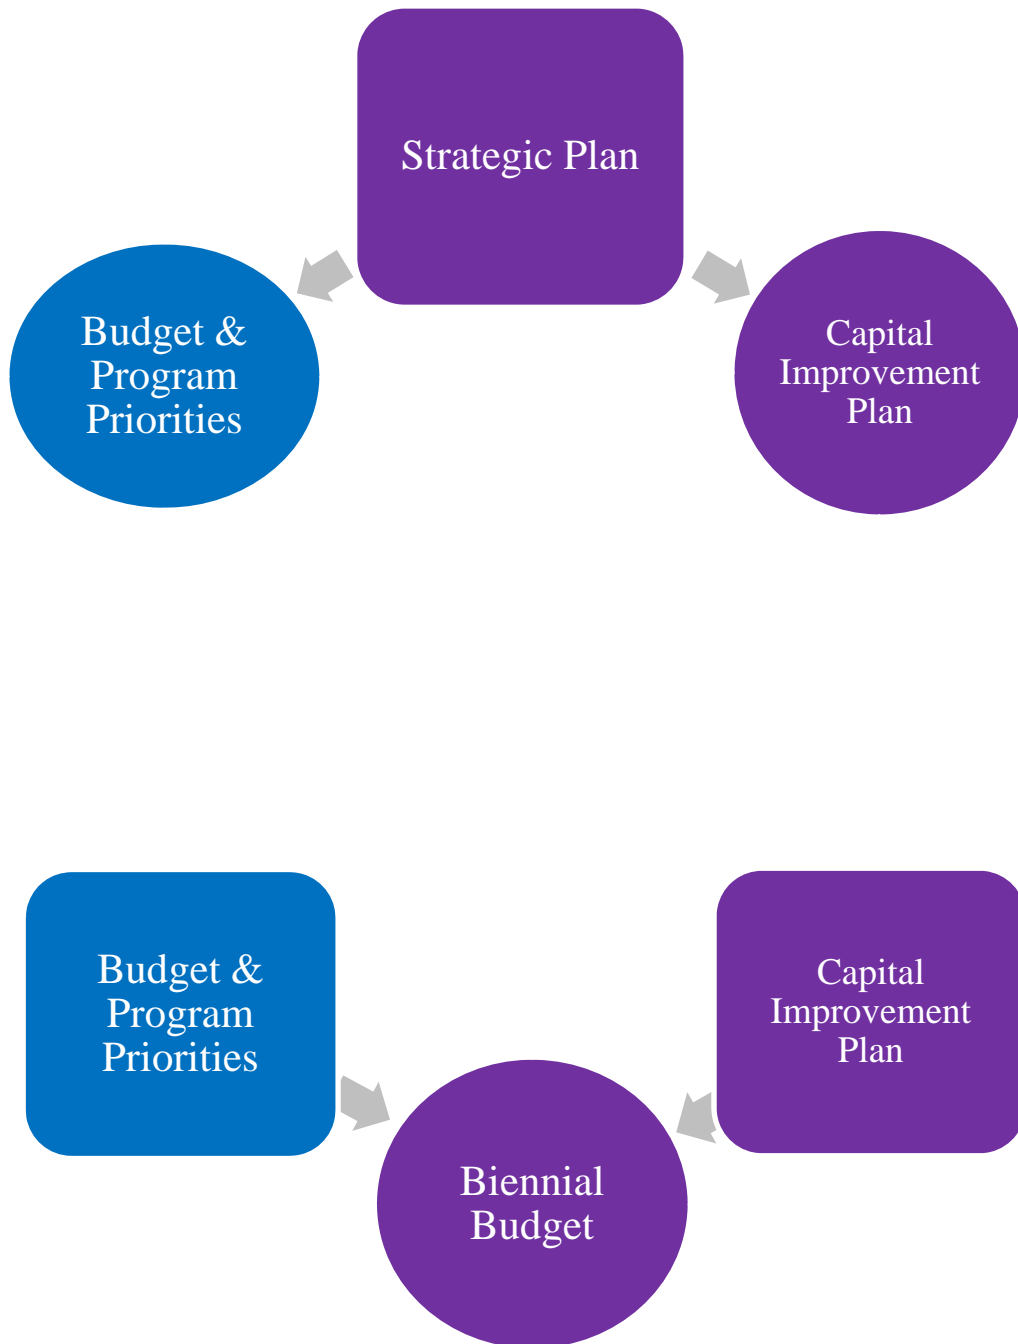 Strategic Plan
Budget &
Program
Priorities
Capital
Improvement
Plan
Budget &
Program
Priorities
Capital
Improvement
Plan
Biennial
Budget